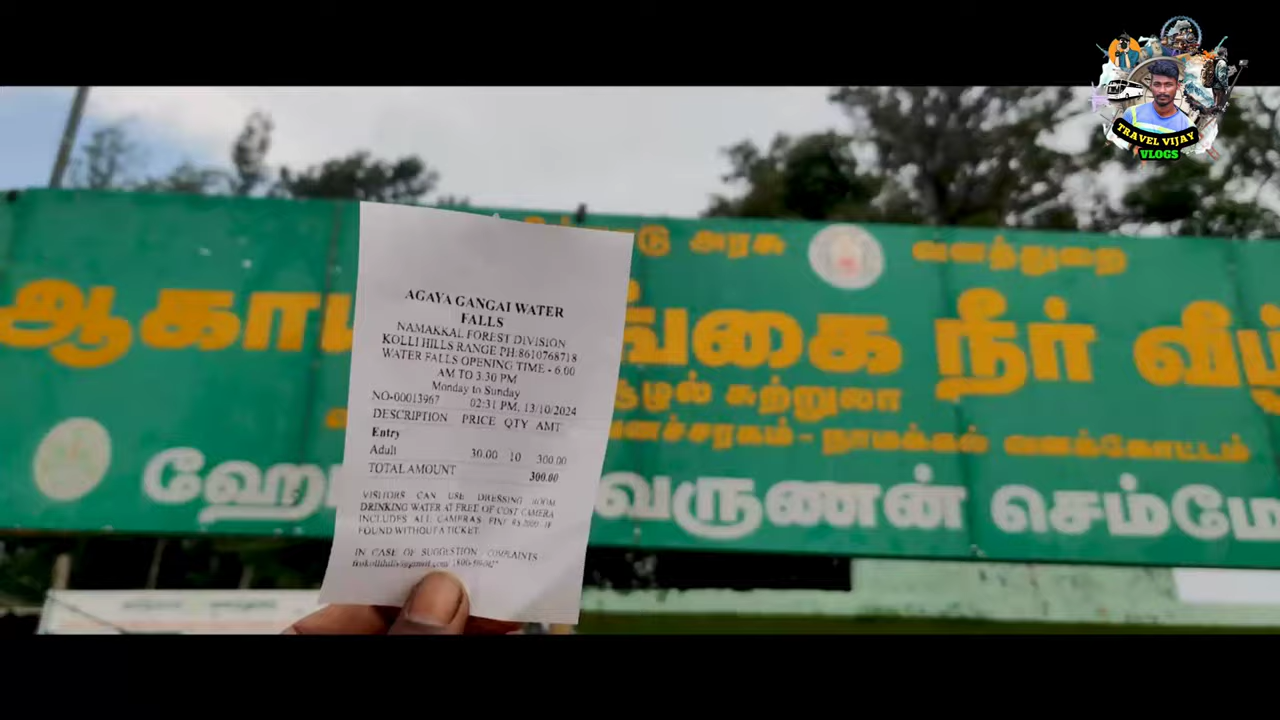 TRAVEL VIJAY
VLOGS
அரசு வனத்துறை
நீர்
சுற்றுலா
நாமக்கல் வனக்கோட்டம்
வருணன்
AGAYA GANGAI WATER
FALLS
NAMAKKAL FOREST DIVISION
KOLLI HILLS RANGE PH:8610768718
WATER FALLS OPENING TIME - 6.00
AM TO 3.30 PM
Monday to Sunday
NO-00013967 02:31 PM, 13/10/2024
DESCRIPTION PRICE QTY AMT
Entry
Adult 30.00 10 300.00
TOTAL AMOUNT 300.00
VISITORS CAN USE DRESSING ROOM
DRINKING WATER AT FREE OF COST CAMERA
INCLUDES ALL CAMERAS. FINE RS.2000 IF
FOUND WITHOUT A TICKET.
IN CASE OF SUGGESTION COMPLAINTS